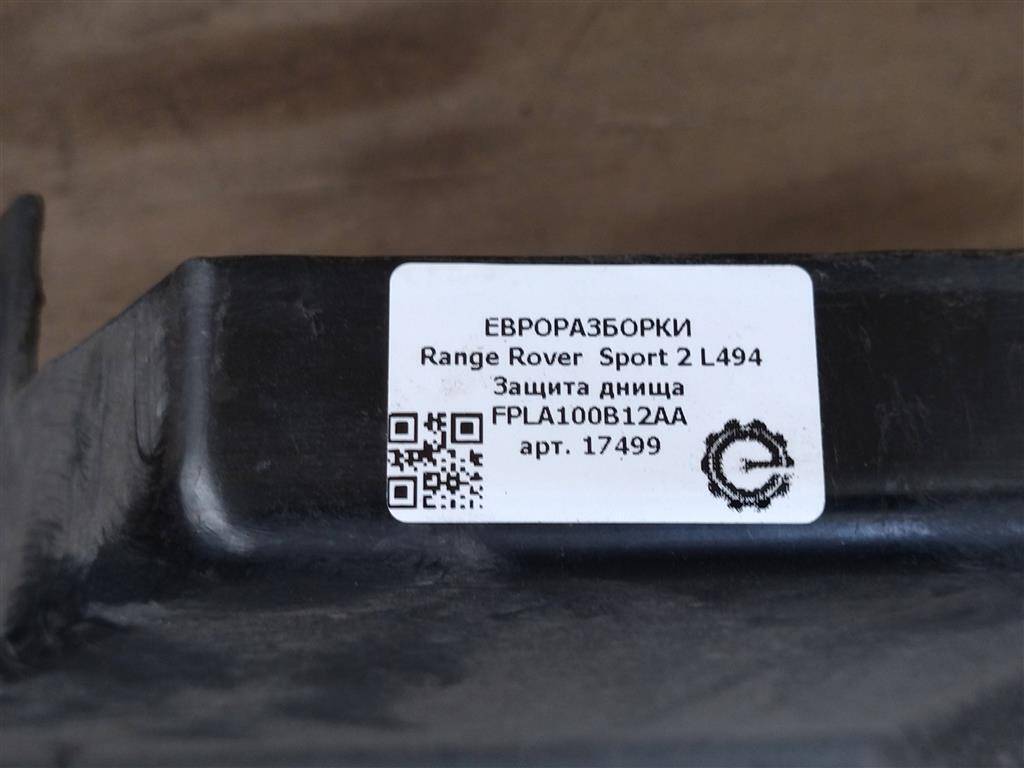 ЕВРОРАЗБОРКИ
Range Rover Sport 2 L494
Защита днища
FPLA100B12AA
арт. 17499